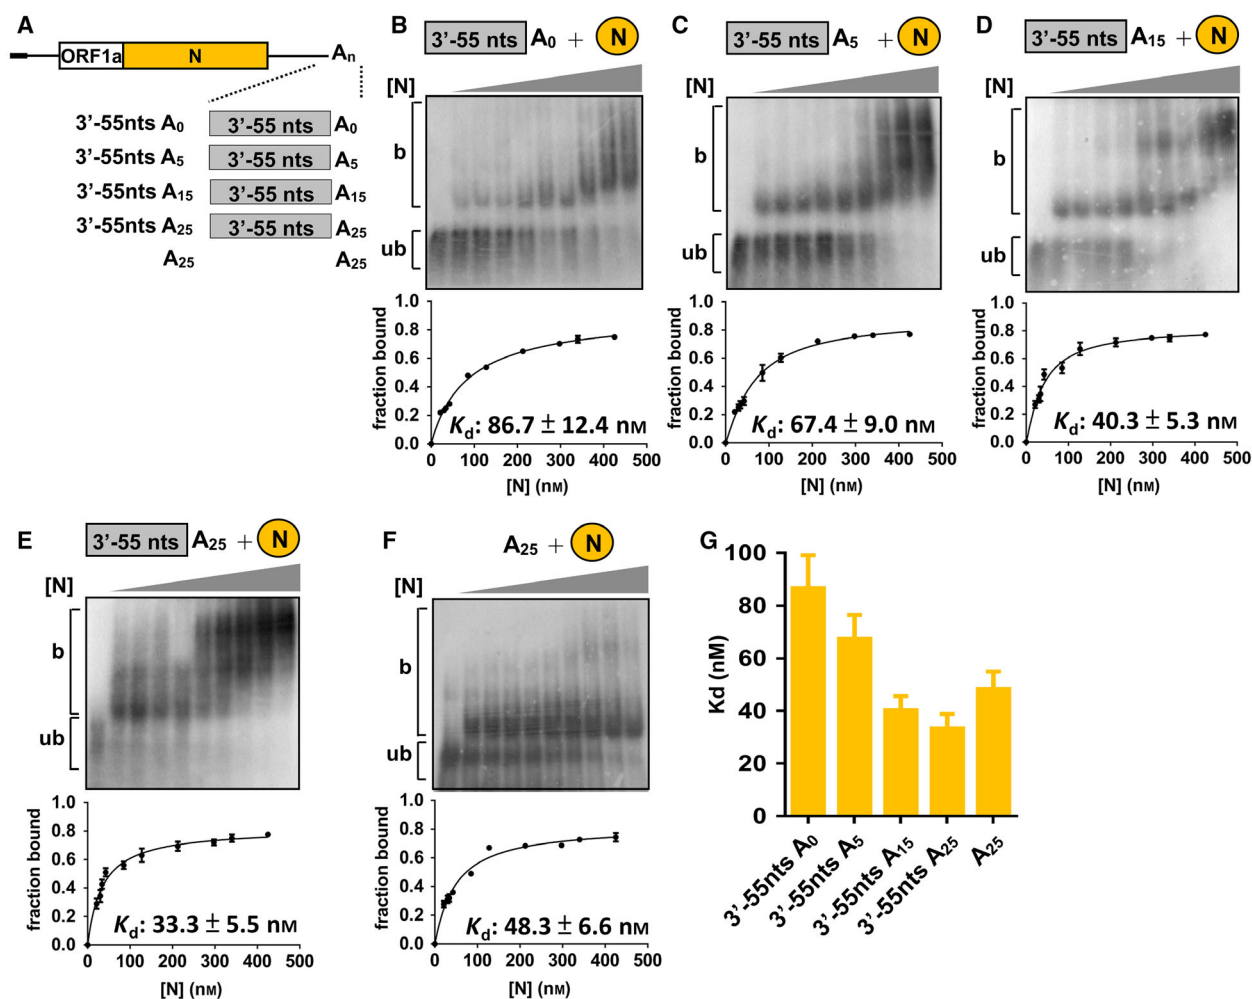 A
ORF1a N An
3'-55nts A0 3'-55 nts A0
3'-55nts A5 3'-55 nts A5
3'-55nts A15 3'-55 nts A15
3'-55nts A25 3'-55 nts A25
A25 A25
B
3'-55 nts A0 + N
[N]
b
ub
fraction bound
1.0
0.8
0.6
0.4
0.2
0.0
Kd: 86.7 ± 12.4 nM
0 100 200 300 400 500
[N] (nM)
C
3'-55 nts A5 + N
b
ub
fraction bound
1.0
0.8
0.6
0.4
0.2
0.0
Kd: 67.4 ± 9.0 nM
0 100 200 300 400 500
[N] (nM)
D
3'-55 nts A15 + N
b
ub
fraction bound
1.0
0.8
0.6
0.4
0.2
0.0
Kd: 40.3 ± 5.3 nM
0 100 200 300 400 500
[N] (nM)
E
3'-55 nts A25 + N
[N]
b
ub
fraction bound
1.0
0.8
0.6
0.4
0.2
0.0
Kd: 33.3 ± 5.5 nM
0 100 200 300 400 500
[N] (nM)
F
A25 + N
[N]
b
ub
fraction bound
1.0
0.8
0.6
0.4
0.2
0.0
Kd: 48.3 ± 6.6 nM
0 100 200 300 400 500
[N] (nM)
G
Kd (nM)
100
80
60
40
20
0
3'-55nts A0
3'-55nts A5
3'-55nts A15
3'-55nts A25
A25